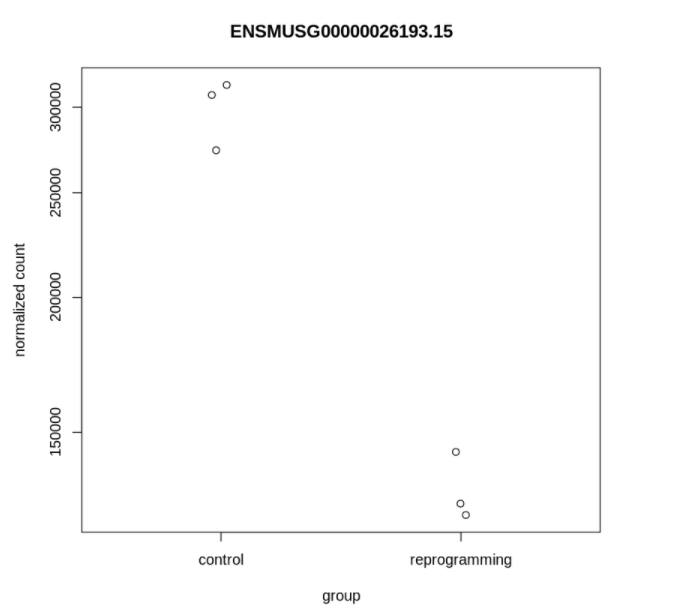 ENSMUSG00000026193.15
300000
250000
200000
150000
normalized count
control reprogramming
group